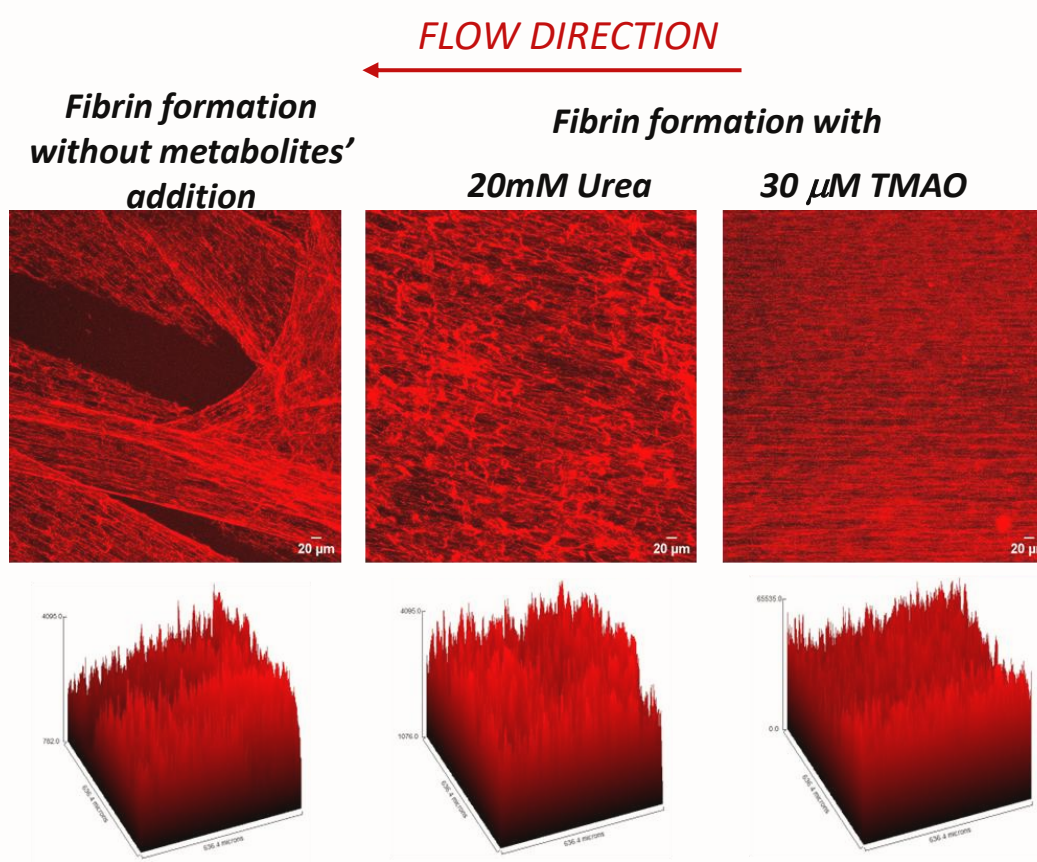 FLOW DIRECTION
Fibrin formation
without metabolites’
addition
Fibrin formation with
20mM Urea
30 μM TMAO
20 μm
20 μm
20 μm
4095.0
782.0
636.4 microns
636.4 microns
4095.0
1076.0
636.4 microns
636.4 microns
65535.0
0.0
636.4 microns
636.4 microns